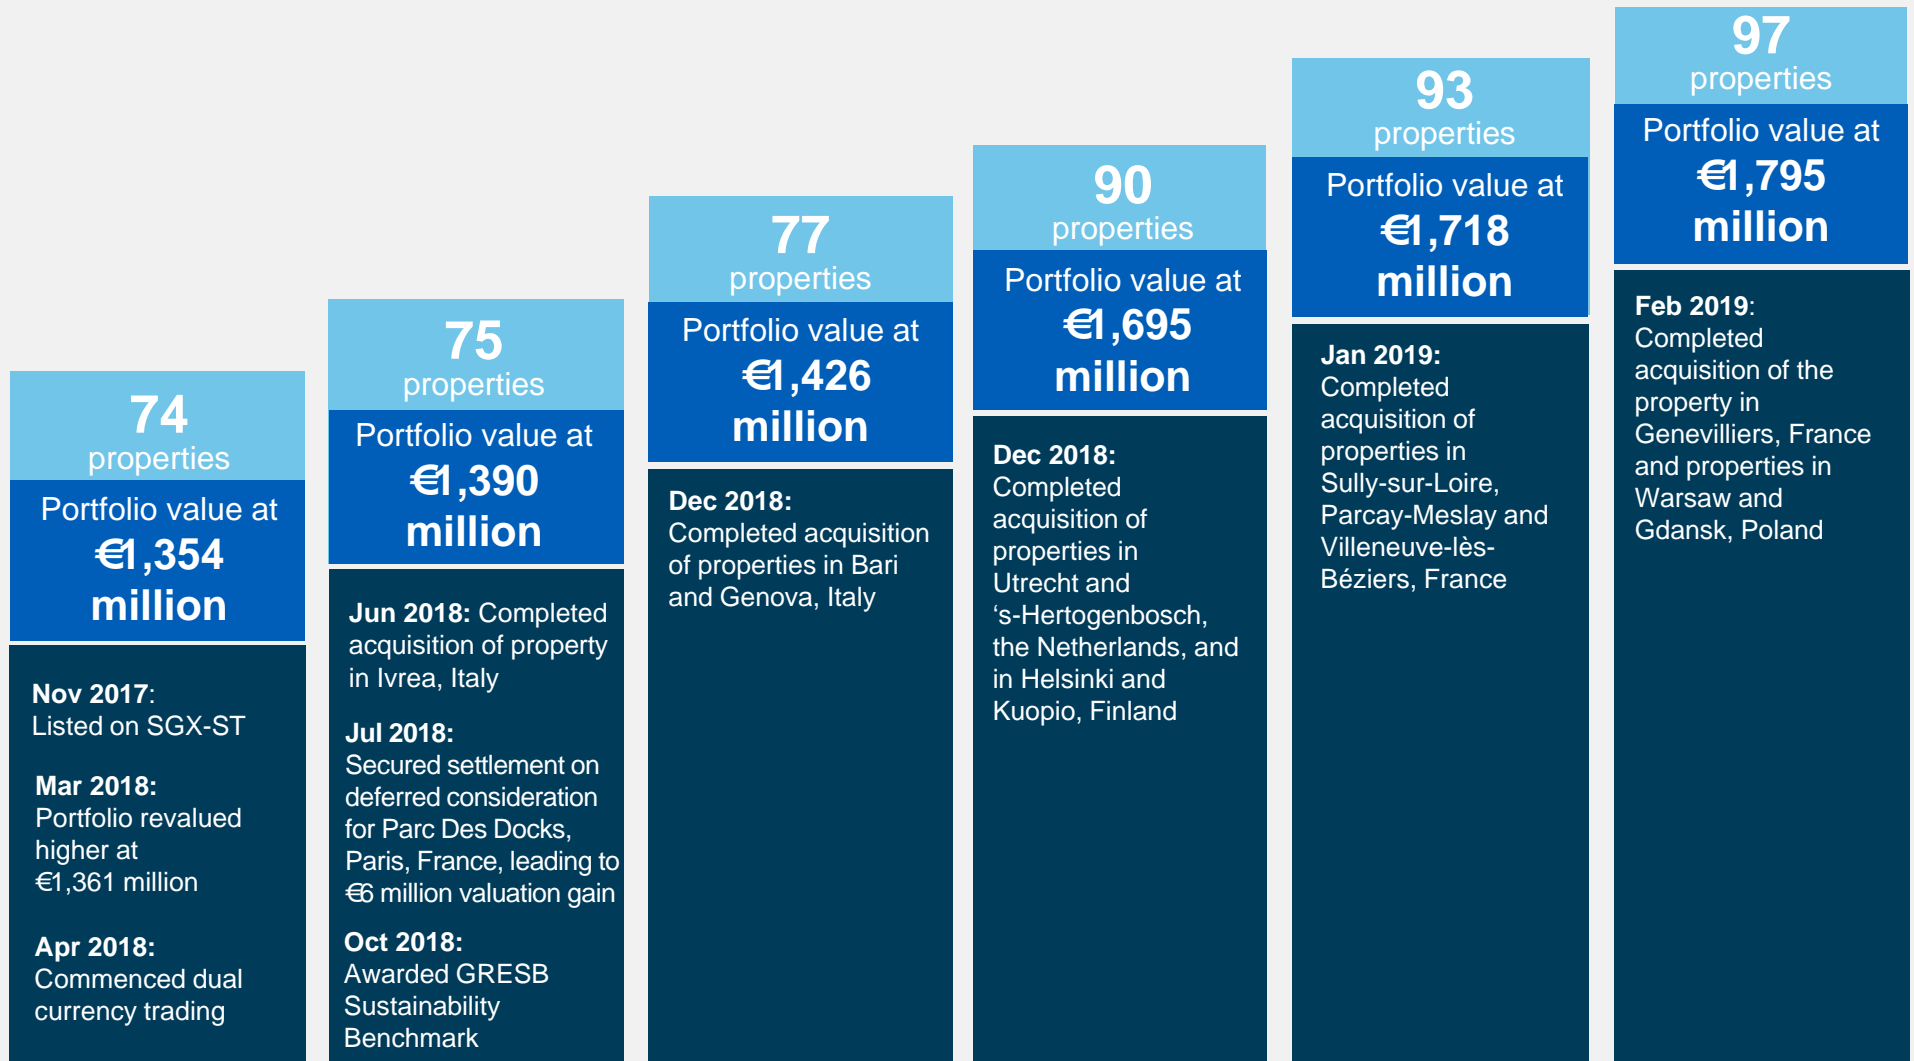 74
properties
Portfolio value at
€1,354
million
Nov 2017:
Listed on SGX-ST
Mar 2018:
Portfolio revalued
higher at
€1,361 million
Apr 2018:
Commenced dual
currency trading
75
properties
Portfolio value at
€1,390
million
Jun 2018: Completed
acquisition of property
in Ivrea, Italy
Jul 2018:
Secured settlement on
deferred consideration
for Parc Des Docks,
Paris, France, leading to
€6 million valuation gain
Oct 2018:
Awarded GRESB
Sustainability
Benchmark
77
properties
Portfolio value at
€1,426
million
Dec 2018:
Completed acquisition
of properties in Bari
and Genova, Italy
90
properties
Portfolio value at
€1,695
million
Dec 2018:
Completed
acquisition of
properties in
Utrecht and
‘s-Hertogenbosch,
the Netherlands, and
in Helsinki and
Kuopio, Finland
93
properties
Portfolio value at
€1,718
million
Jan 2019:
Completed
acquisition of
properties in
Sully-sur-Loire,
Parcay-Meslay and
Villeneuve-lès-
Béziers, France
97
properties
Portfolio value at
€1,795
million
Feb 2019:
Completed
acquisition of the
property in
Genevilliers, France
and properties in
Warsaw and
Gdansk, Poland